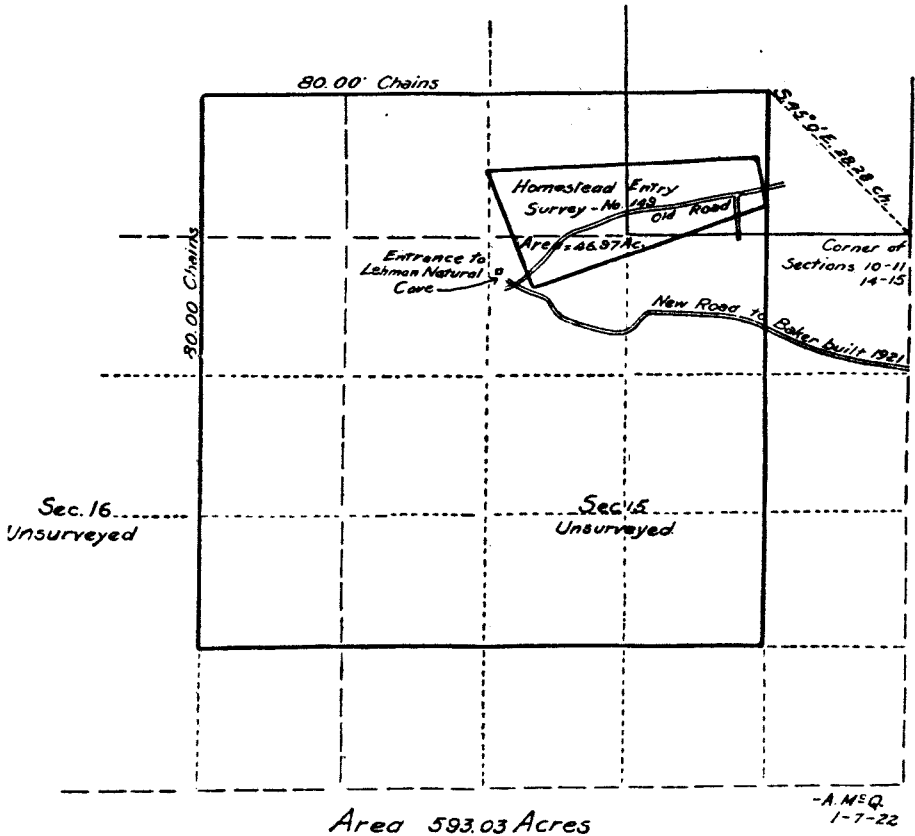 80.00 Chains
S.45° 0' E. 28.28 ch.
Homestead Entry
Survey - No. 149
Old Road
Area = 46.97 Ac.
Entrance to
Lehman Natural
Cave
80.00 Chains
Corner of
Sections 10-11
14-15
New Road to Baker built 1921
Sec. 16
Unsurveyed
Sec 15
Unsurveyed
Area 593.03 Acres
-A. McQ.
1-7-22